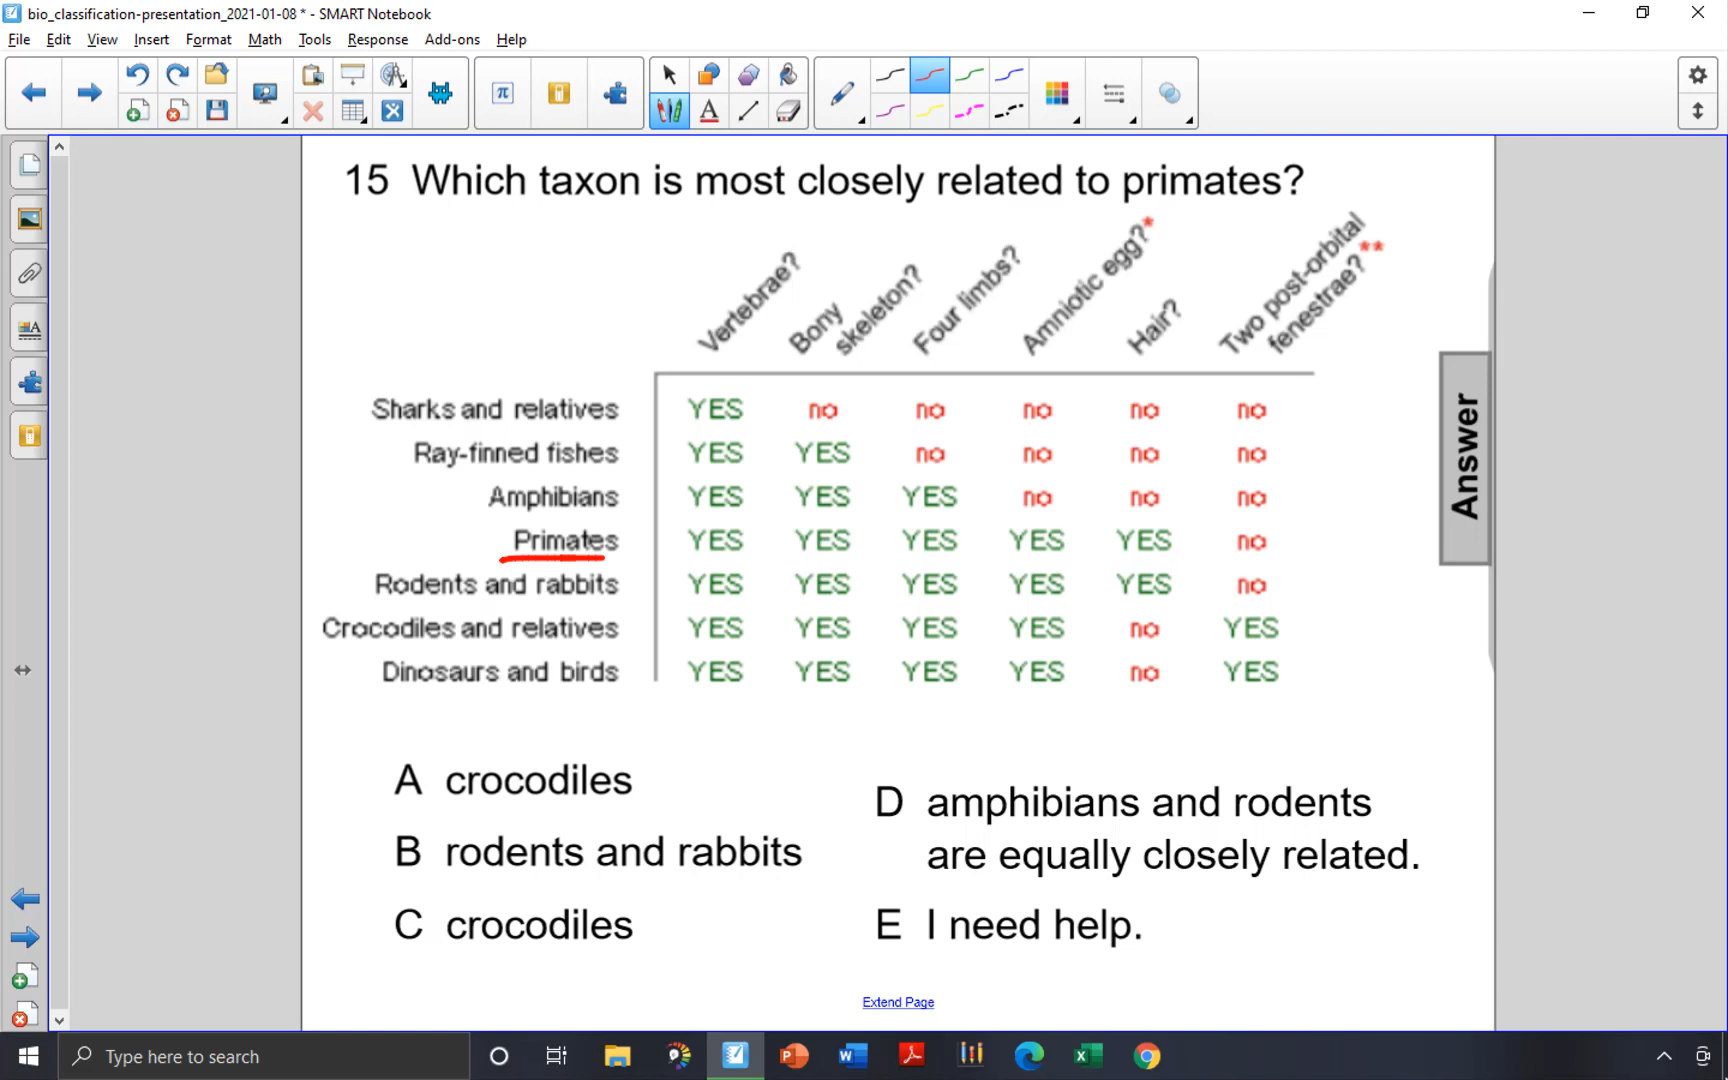 bio_classification-presentation_2021-01-08 * - SMART Notebook
File Edit View Insert Format Math Tools Response Add-ons Help
15 Which taxon is most closely related to primates?
Vertebrae? Bony skeleton? Four limbs? Amniotic egg?* Hair? Two post-orbital fenestrae?**
Sharks and relatives YES no no no no no
Ray-finned fishes YES YES no no no no
Amphibians YES YES YES no no no
Primates YES YES YES YES YES no
Rodents and rabbits YES YES YES YES YES no
Crocodiles and relatives YES YES YES YES no YES
Dinosaurs and birds YES YES YES YES no YES
Answer
A crocodiles
B rodents and rabbits
C crocodiles
D amphibians and rodents
are equally closely related.
E I need help.
Extend Page
Type here to search